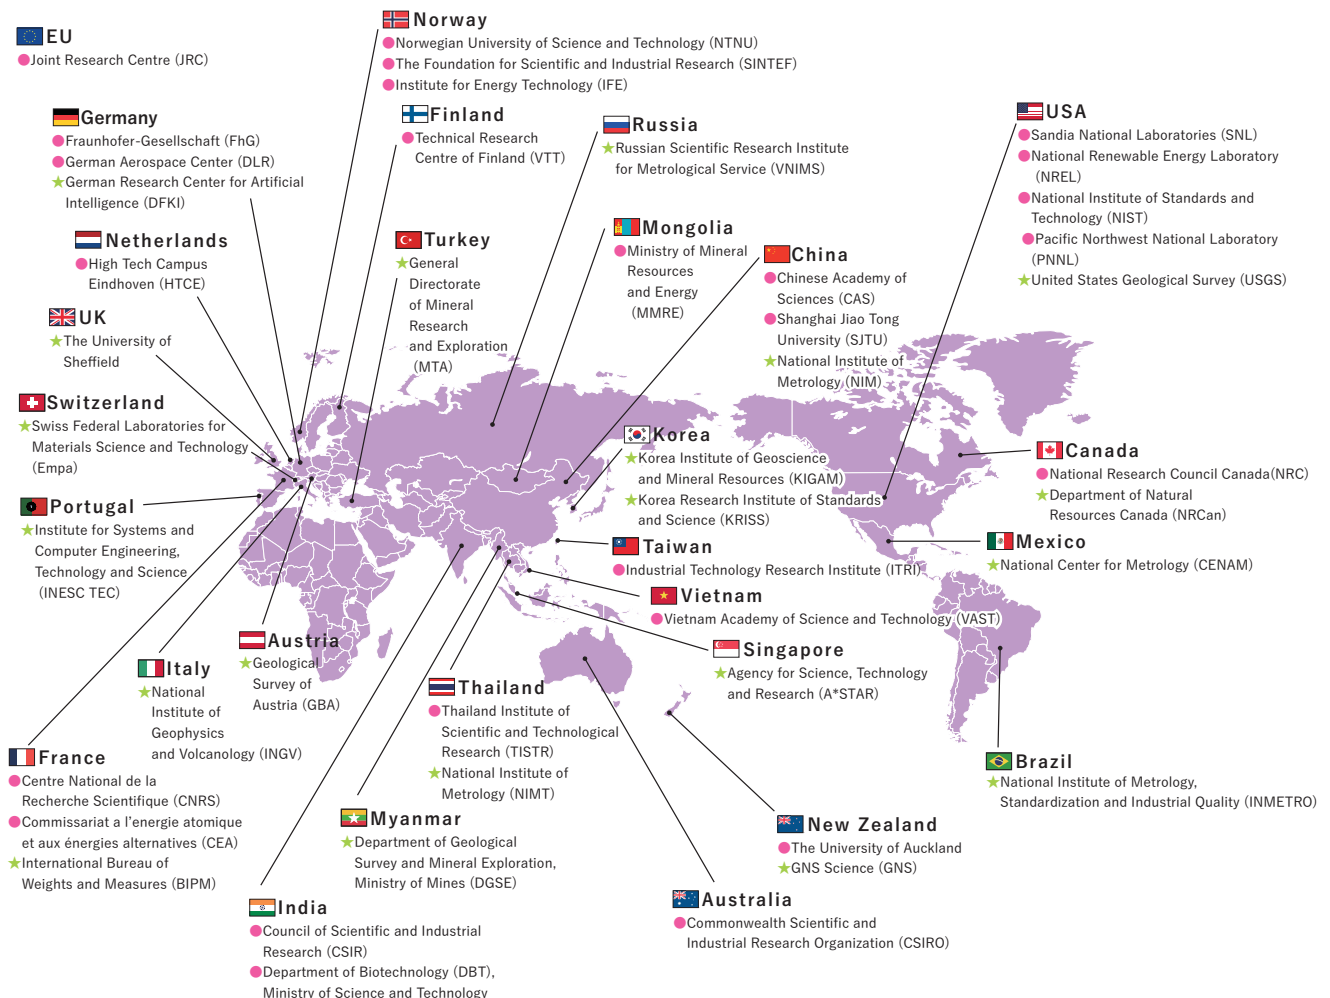 EU
Joint Research Centre (JRC)
Norway
Norwegian University of Science and Technology (NTNU)
The Foundation for Scientific and Industrial Research (SINTEF)
Institute for Energy Technology (IFE)
Germany
Fraunhofer-Gesellschaft (FhG)
German Aerospace Center (DLR)
German Research Center for Artificial
Intelligence (DFKI)
Finland
Technical Research
Centre of Finland (VTT)
Russia
Russian Scientific Research Institute
for Metrological Service (VNIMS)
USA
Sandia National Laboratories (SNL)
National Renewable Energy Laboratory
(NREL)
National Institute of Standards and
Technology (NIST)
Pacific Northwest National Laboratory
(PNNL)
United States Geological Survey (USGS)
Netherlands
High Tech Campus
Eindhoven (HTCE)
Turkey
General
Directorate
of Mineral
Research
and Exploration
(MTA)
Mongolia
Ministry of Mineral
Resources
and Energy
(MMRE)
China
Chinese Academy of
Sciences (CAS)
Shanghai Jiao Tong
University (SJTU)
National Institute of
Metrology (NIM)
UK
The University of
Sheffield
Switzerland
Swiss Federal Laboratories for
Materials Science and Technology
(Empa)
Korea
Korea Institute of Geoscience
and Mineral Resources (KIGAM)
Korea Research Institute of Standards
and Science (KRISS)
Canada
National Research Council Canada(NRC)
Department of Natural
Resources Canada (NRCan)
Portugal
Institute for Systems and
Computer Engineering,
Technology and Science
(INESC TEC)
Taiwan
Industrial Technology Research Institute (ITRI)
Mexico
National Center for Metrology (CENAM)
Vietnam
Vietnam Academy of Science and Technology (VAST)
Austria
Geological
Survey of
Austria (GBA)
Singapore
Agency for Science, Technology
and Research (A*STAR)
Italy
National
Institute of
Geophysics
and Volcanology (INGV)
Thailand
Thailand Institute of
Scientific and Technological
Research (TISTR)
National Institute of
Metrology (NIMT)
France
Centre National de la
Recherche Scientifique (CNRS)
Commissariat a l'energie atomique
et aux énergies alternatives (CEA)
International Bureau of
Weights and Measures (BIPM)
Brazil
National Institute of Metrology,
Standardization and Industrial Quality (INMETRO)
Myanmar
Department of Geological
Survey and Mineral Exploration,
Ministry of Mines (DGSE)
New Zealand
The University of Auckland
GNS Science (GNS)
India
Council of Scientific and Industrial
Research (CSIR)
Department of Biotechnology (DBT),
Ministry of Science and Technology
Australia
Commonwealth Scientific and
Industrial Research Organization (CSIRO)